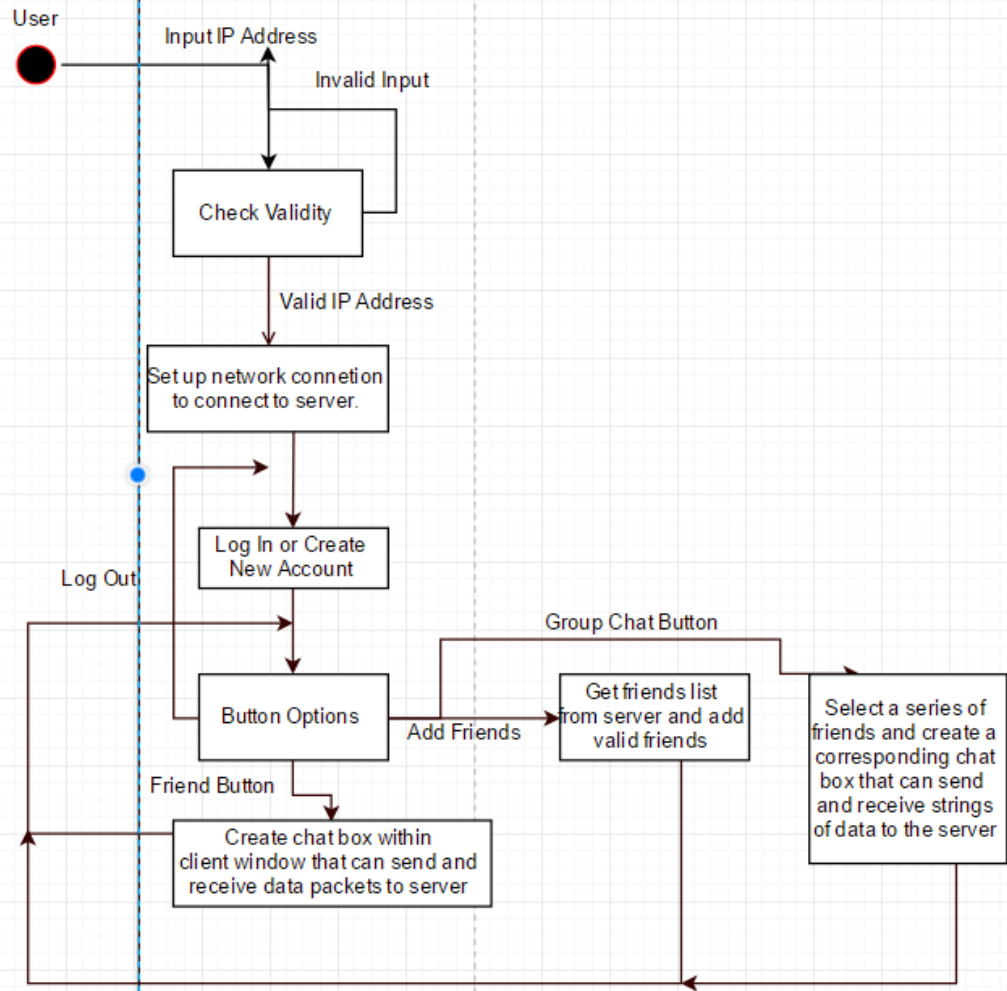 User
Input IP Address
Invalid Input
Check Validity
Valid IP Address
Set up network connetion
to connect to server.
Log In or Create
New Account
Log Out
Group Chat Button
Button Options
Add Friends
Get friends list
from server and add
valid friends
Select a series of
friends and create a
corresponding chat
box that can send
and receive strings
of data to the server
Friend Button
Create chat box within
client window that can send and
receive data packets to server